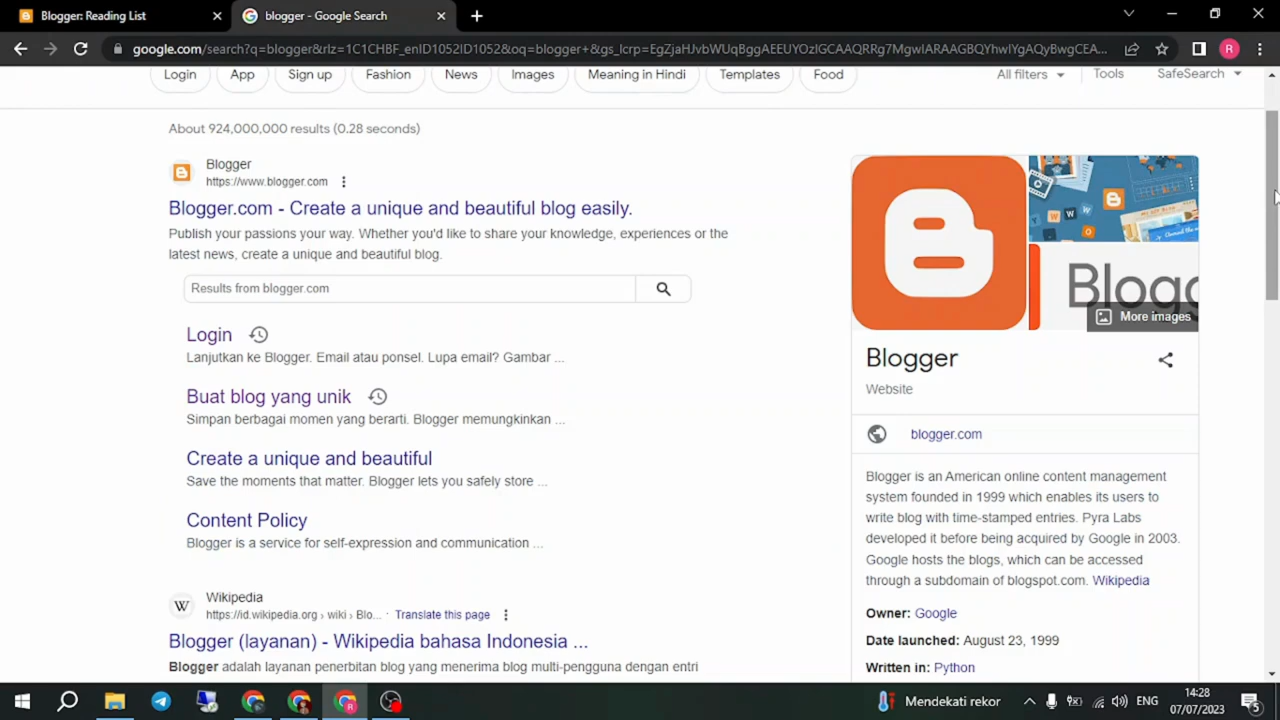 Blogger: Reading List
blogger - Google Search
google.com/search?q=blogger&rlz=1C1CHBF_enID1052ID1052&oq=blogger+&gs_lcrp=EgZjaHJvbWUqBggAEEUYOzIGCAAQRRg7MgwIARAAGBQYhwIYgAQyBwgCEA...
R
Login
App
Sign up
Fashion
News
Images
Meaning in Hindi
Templates
Food
All filters
Tools
SafeSearch
About 924,000,000 results (0.28 seconds)
Blogger
https://www.blogger.com
Blogger.com - Create a unique and beautiful blog easily.
Publish your passions your way. Whether you'd like to share your knowledge, experiences or the
latest news, create a unique and beautiful blog.
Results from blogger.com
Login
Lanjutkan ke Blogger. Email atau ponsel. Lupa email? Gambar ...
Buat blog yang unik
Simpan berbagai momen yang berarti. Blogger memungkinkan ...
Create a unique and beautiful
Save the moments that matter. Blogger lets you safely store ...
Content Policy
Blogger is a service for self-expression and communication ...
W
Wikipedia
https://id.wikipedia.org › wiki › Blo... · Translate this page
Blogger (layanan) - Wikipedia bahasa Indonesia ...
Blogger adalah layanan penerbitan blog yang menerima blog multi-pengguna dengan entri
Blogg
More images
Blogger
Website
blogger.com
Blogger is an American online content management
system founded in 1999 which enables its users to
write blog with time-stamped entries. Pyra Labs
developed it before being acquired by Google in 2003.
Google hosts the blogs, which can be accessed
through a subdomain of blogspot.com. Wikipedia
Owner: Google
Date launched: August 23, 1999
Written in: Python
Mendekati rekor
ENG
14:28
07/07/2023
5